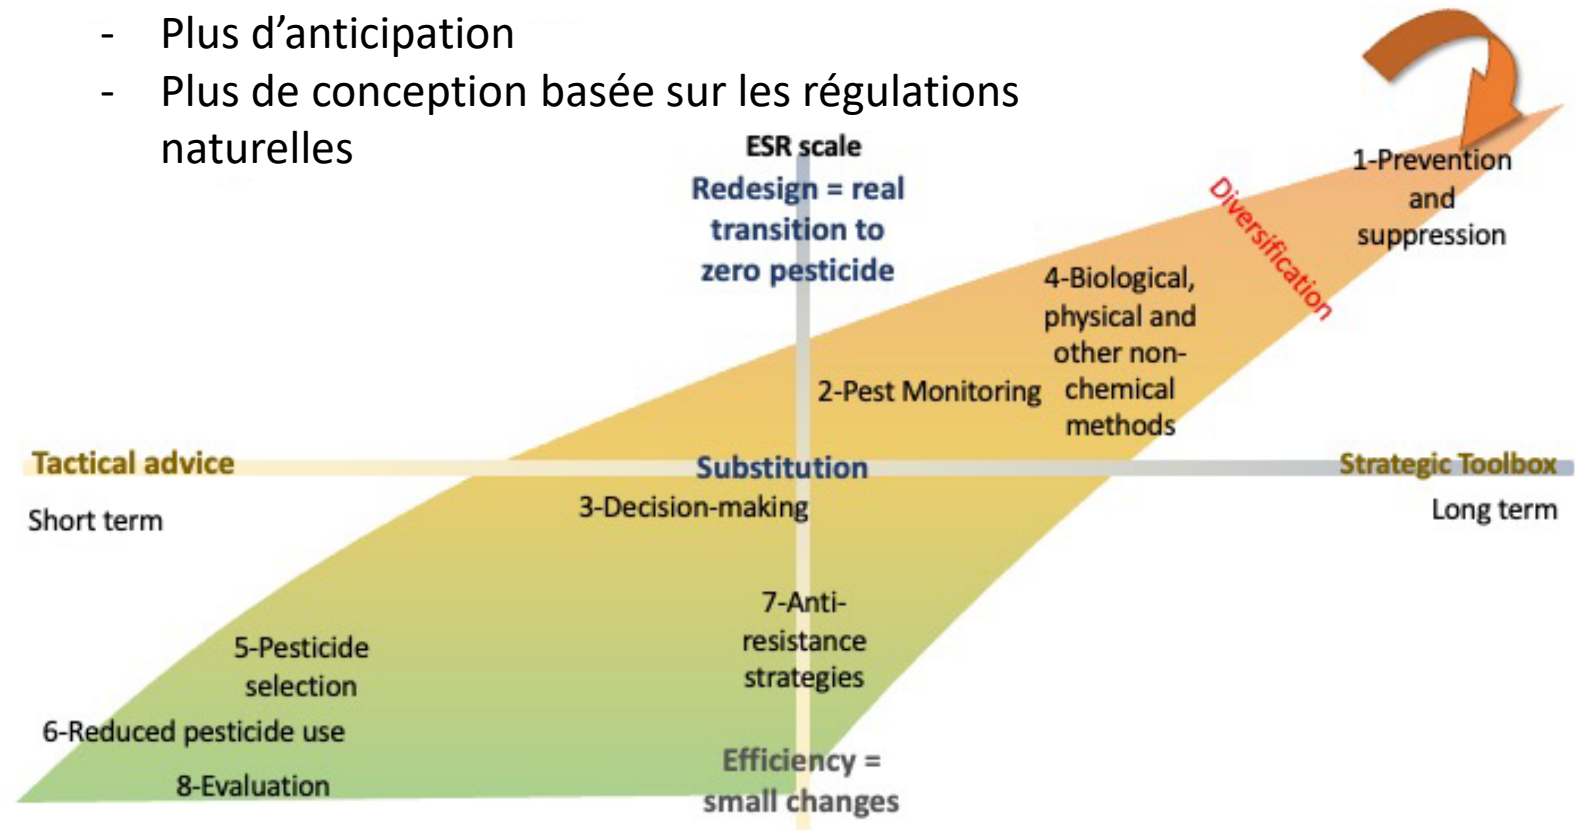 - Plus d’anticipation
- Plus de conception basée sur les régulations
naturelles
ESR scale
Redesign = real
transition to
zero pesticide
1-Prevention
and
suppression
Diversification
4-Biological,
physical and
other non-
chemical
methods
2-Pest Monitoring
Tactical advice
Substitution
Strategic Toolbox
Short term
3-Decision-making
Long term
7-Anti-
resistance
strategies
5-Pesticide
selection
6-Reduced pesticide use
8-Evaluation
Efficiency =
small changes